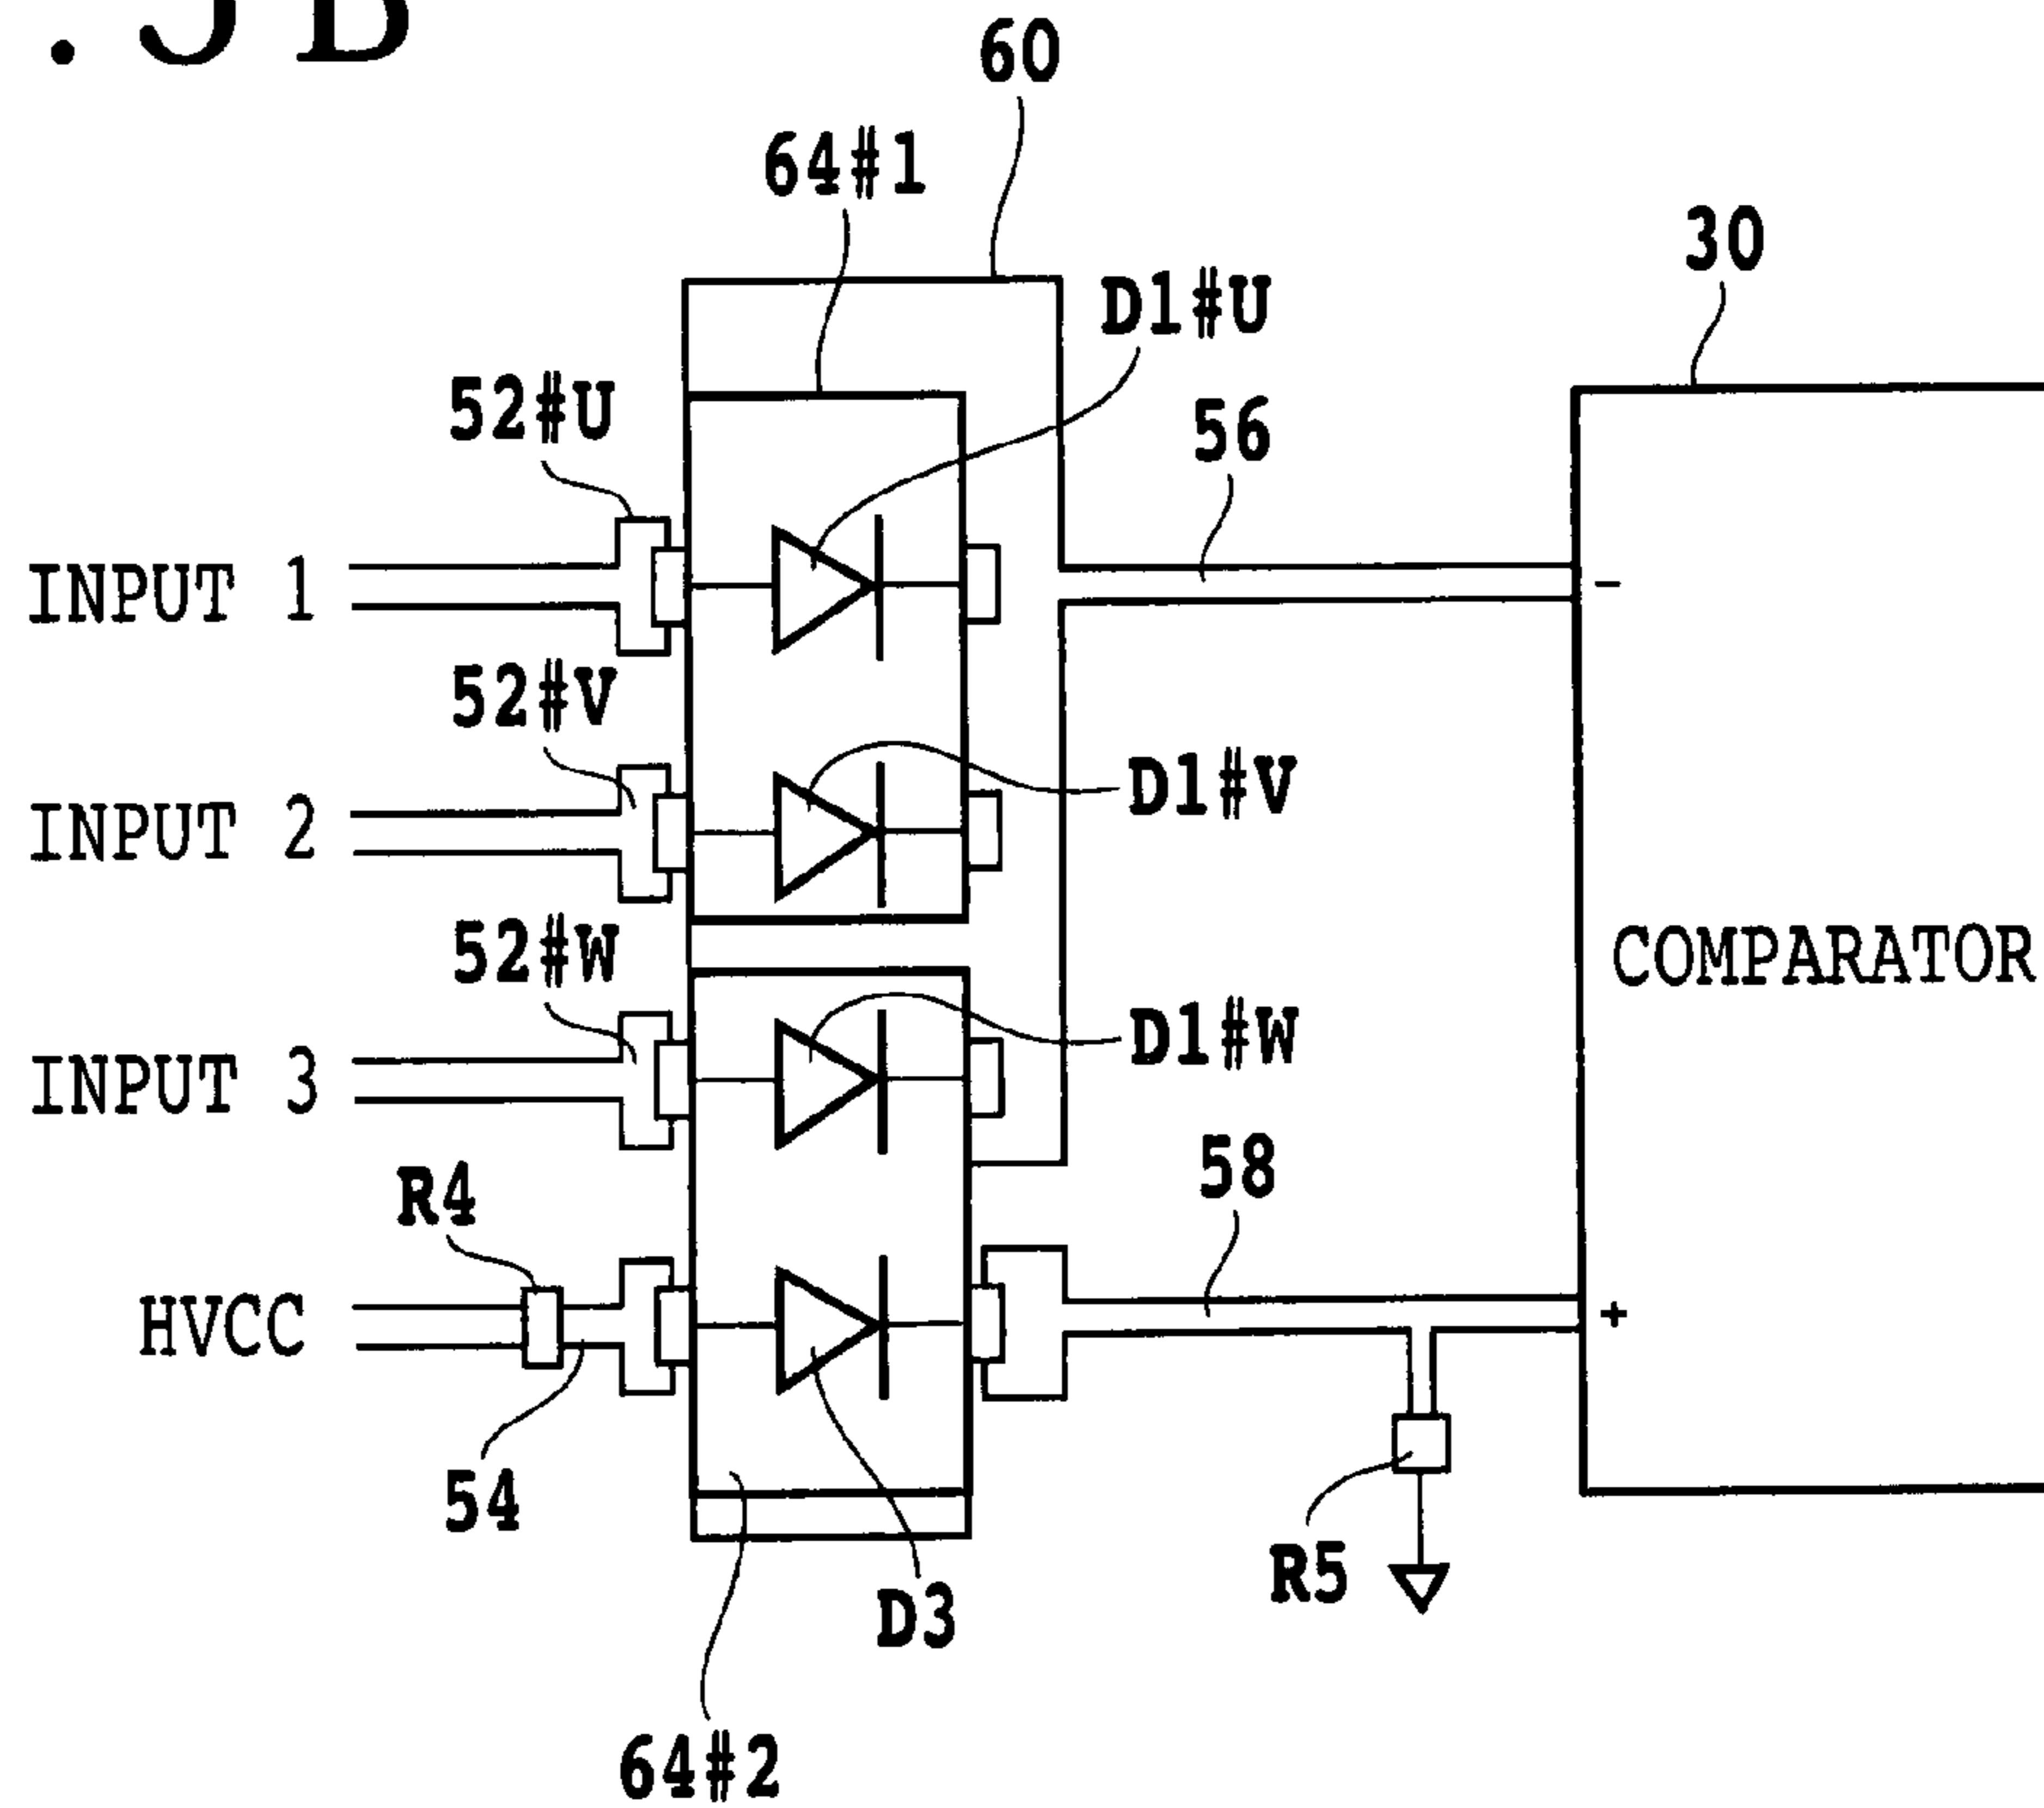 60
64#1
30
D1#U
52#U
56
INPUT 1
-
52#V
D1#V
INPUT 2
52#W
COMPARATOR
D1#W
INPUT 3
58
R4
HVCC
+
54
R5
D3
64#2